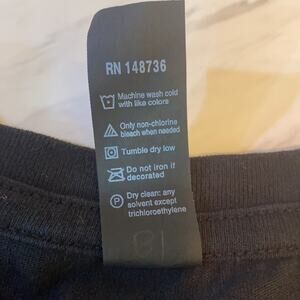 RN 148736
Machine wash cold
with like colors
Only non-chlorine
bleach when needed
Tumble dry low
Do not iron if
decorated
P
Dry clean: any
solvent except
trichloroethylene